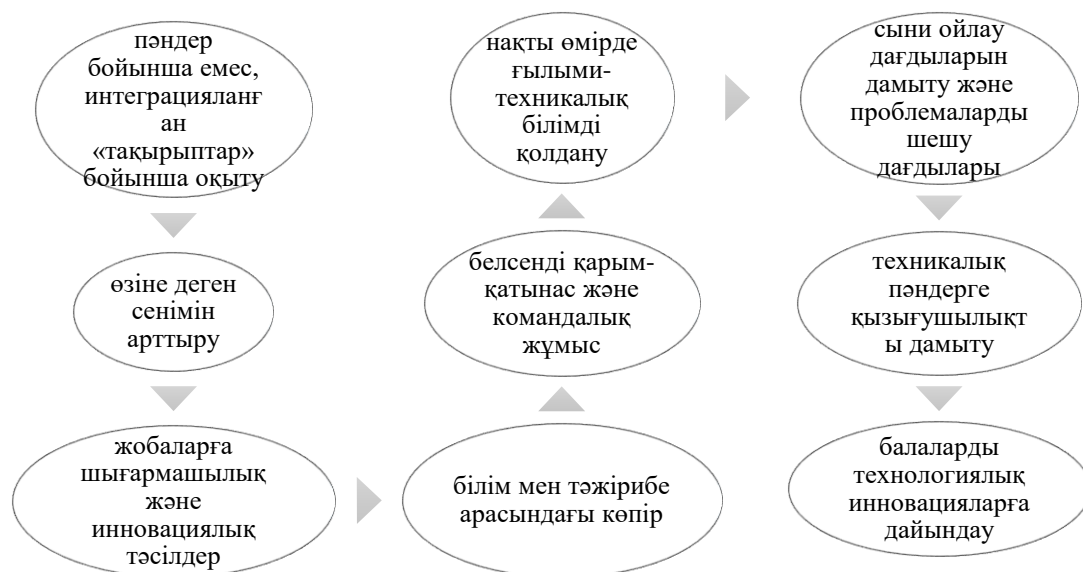 пәндер
бойынша емес,
интеграцияланғ
ан
«тақырыптар»
бойынша оқыту
өзіне деген
сенімін
арттыру
жобаларға
шығармашылық
және
инновациялық
тәсілдер
білім мен тәжірибе
арасындағы көпір
белсенді қарым-
қатынас және
командалық
жұмыс
нақты өмірде
ғылыми-
техникалық
білімді
қолдану
сыни ойлау
дағдыларын
дамыту және
проблемаларды
шешу
дағдылары
техникалық
пәндерге
қызығушылықт
ы дамыту
балаларды
технологиялық
инновацияларға
дайындау